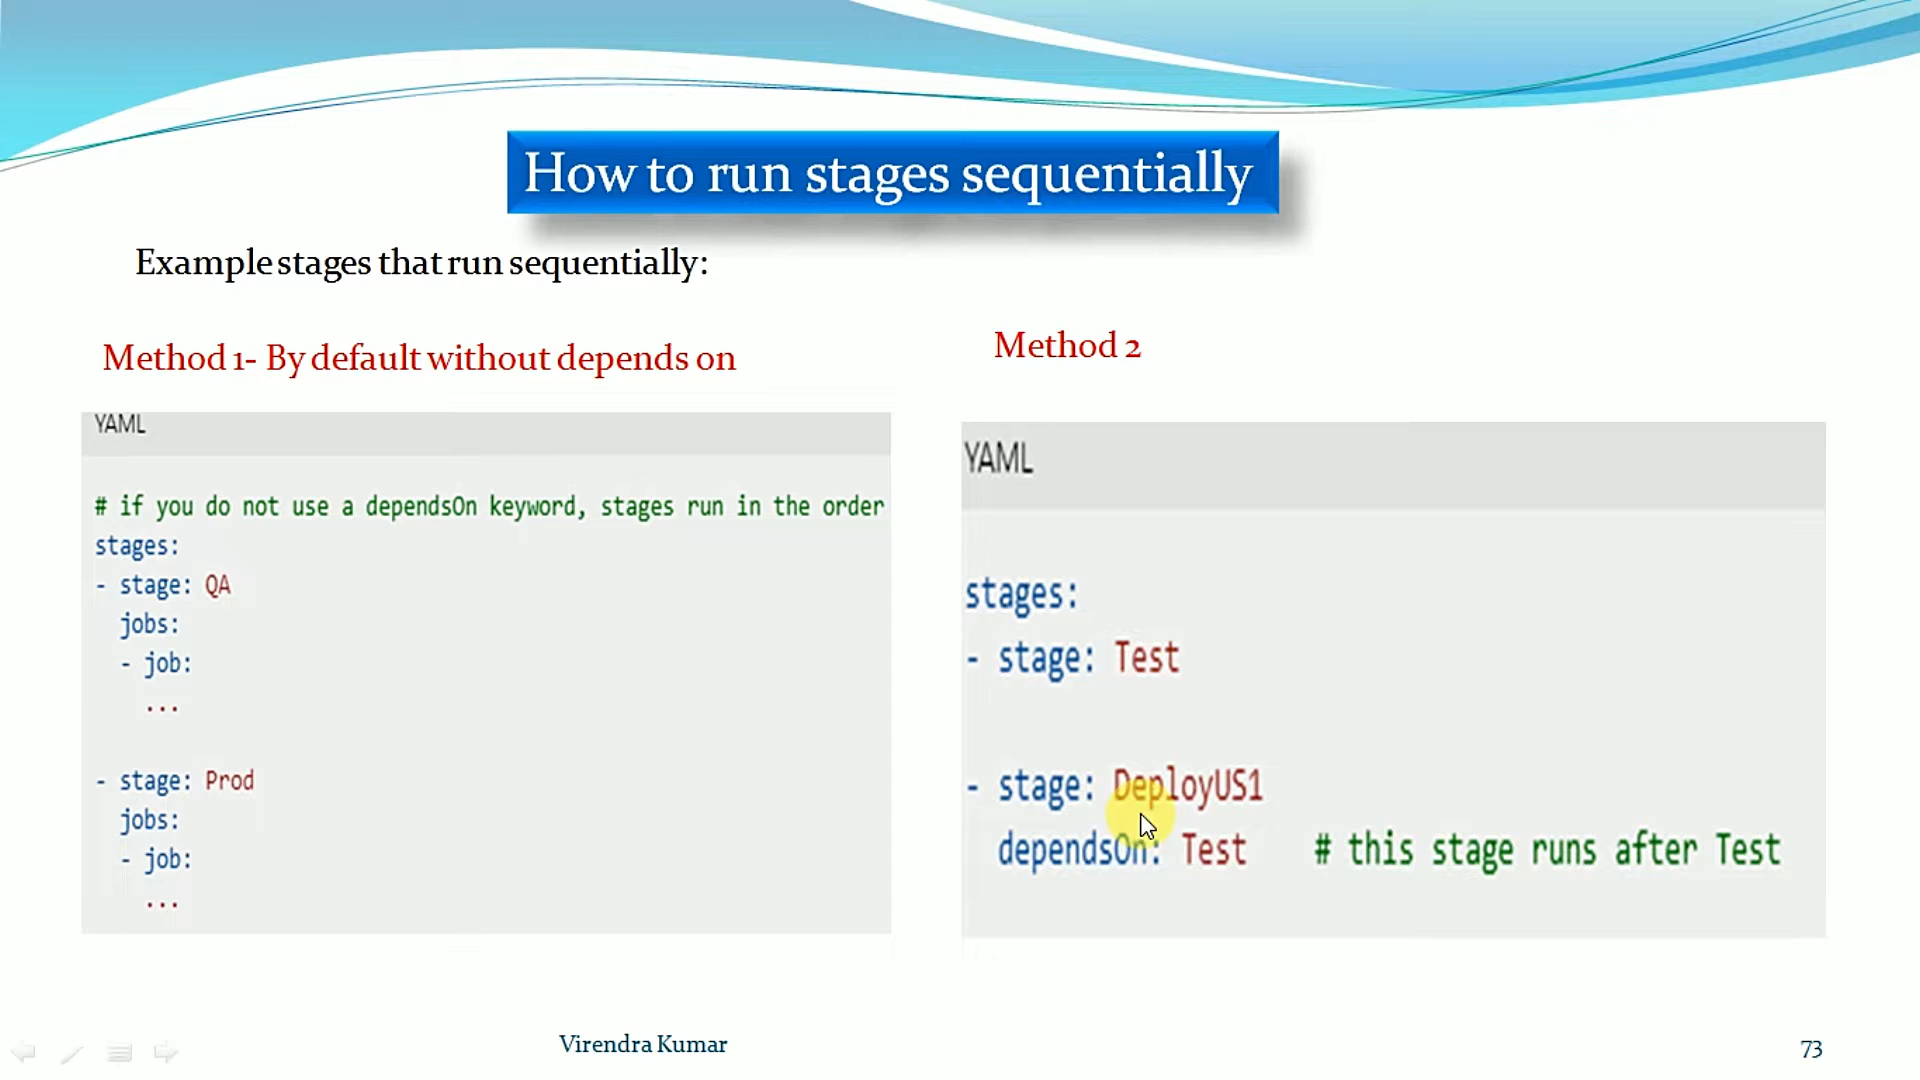 How to run stages sequentially
Example stages that run sequentially:
Method 1- By default without depends on
YAML
# if you do not use a dependsOn keyword, stages run in the order
stages:
- stage: QA
  jobs:
  - job:
    ...
- stage: Prod
  jobs:
  - job:
    ...
Method 2
YAML
stages:
- stage: Test
- stage: DeployUS1
  dependsOn: Test    # this stage runs after Test
Virendra Kumar
73